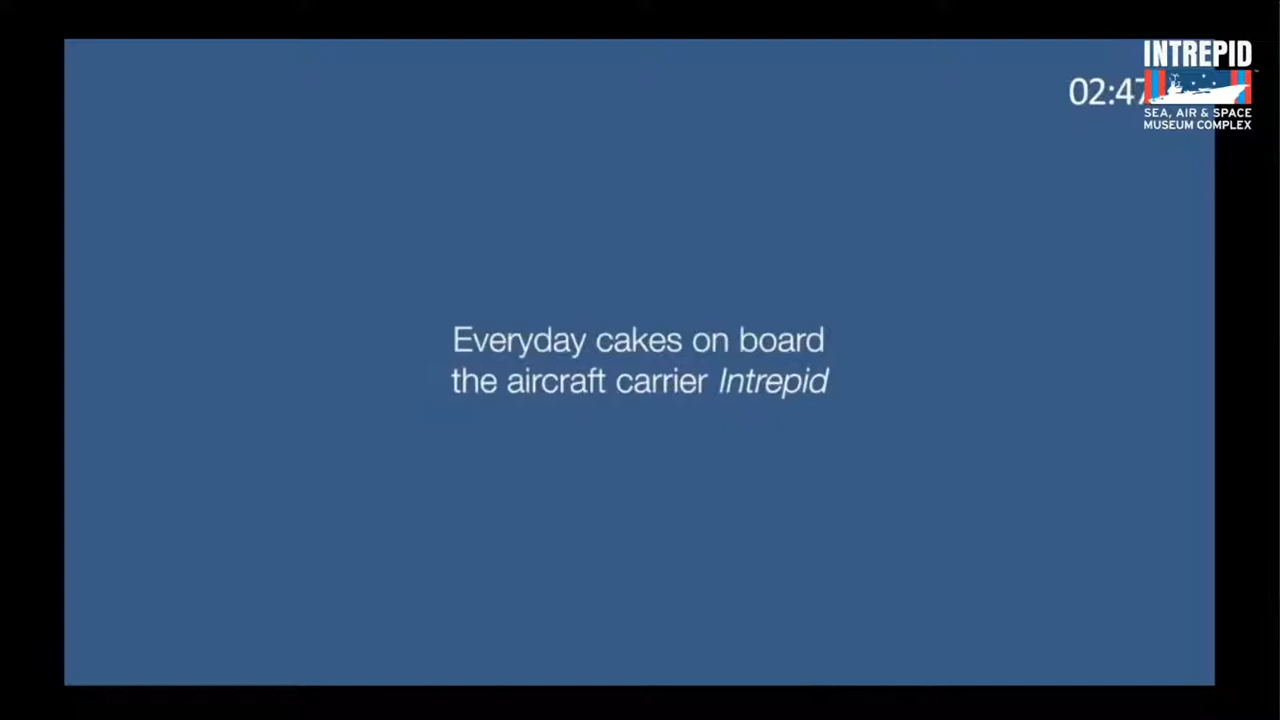 INTREPID
02:47
SEA, AIR & SPACE
MUSEUM COMPLEX
Everyday cakes on board
the aircraft carrier Intrepid